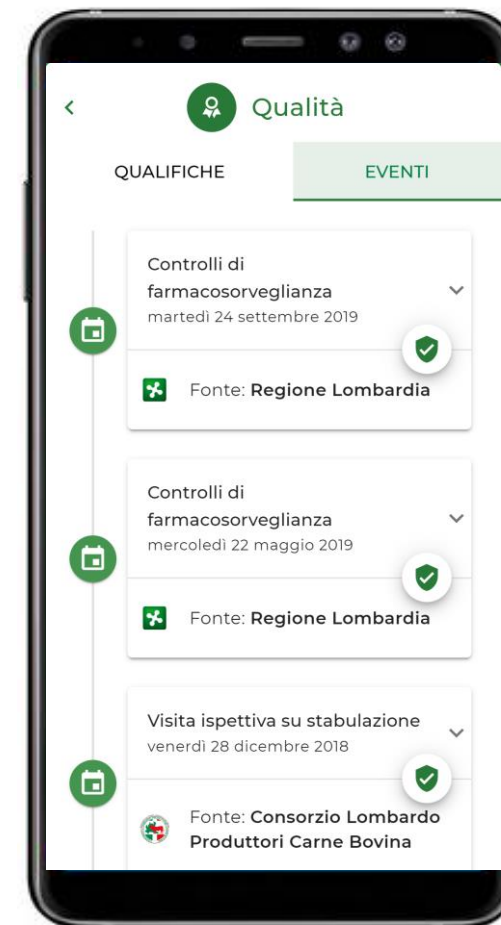 Qualità
QUALIFICHE
EVENTI
Controlli di
farmacosorveglianza
martedì 24 settembre 2019
Fonte: Regione Lombardia
Controlli di
farmacosorveglianza
mercoledì 22 maggio 2019
Fonte: Regione Lombardia
Visita ispettiva su stabulazione
venerdì 28 dicembre 2018
Fonte: Consorzio Lombardo
Produttori Carne Bovina